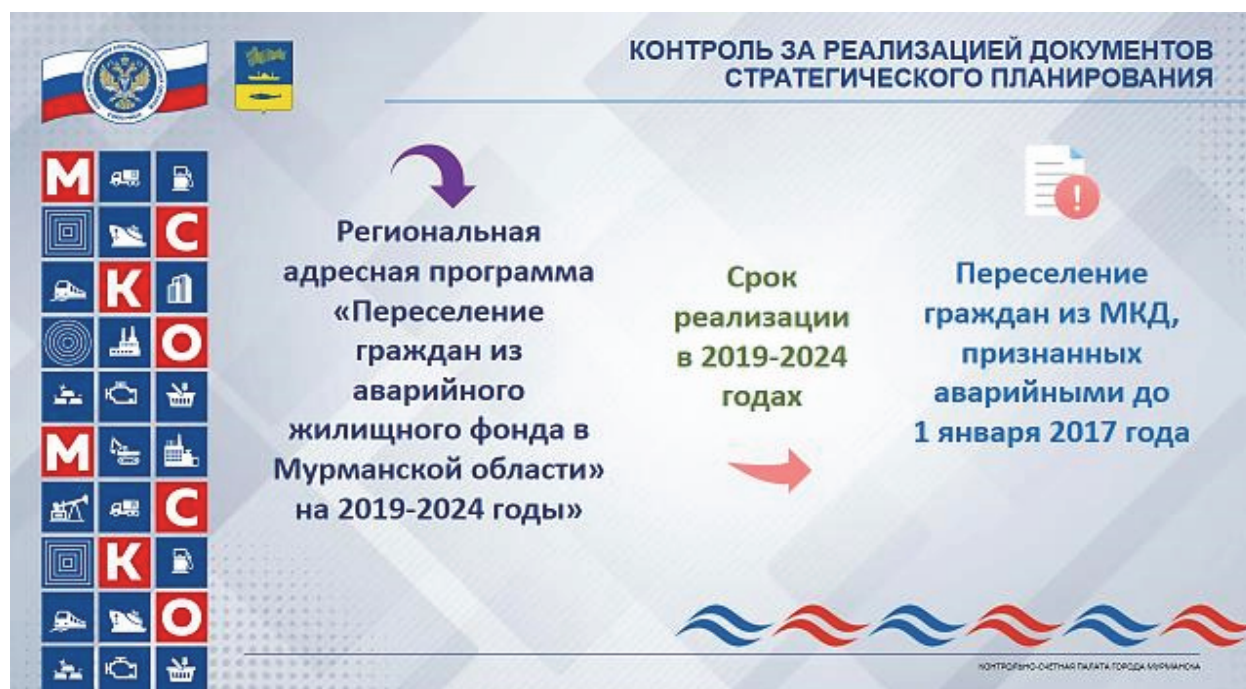 КОНТРОЛЬ ЗА РЕАЛИЗАЦИЕЙ ДОКУМЕНТОВ
СТРАТЕГИЧЕСКОГО ПЛАНИРОВАНИЯ
М
С
К
О
М
С
К
О
Региональная
адресная программа
«Переселение
граждан из
аварийного
жилищного фонда в
Мурманской области»
на 2019-2024 годы»
Срок
реализации
в 2019-2024
годах
Переселение
граждан из МКД,
признанных
аварийными до
1 января 2017 года
КОНТРОЛЬНО-СЧЕТНАЯ ПАЛАТА ГОРОДА МУРМАНСКА